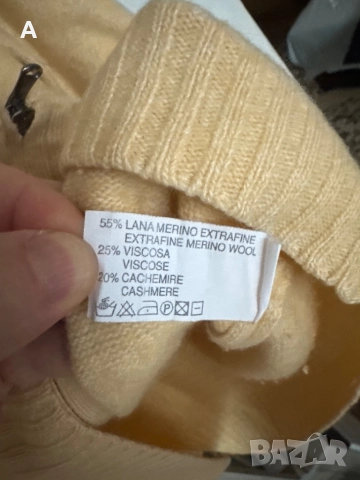 A
55% LANA MERINO EXTRAFINE
EXTRAFINE MERINO WOOL
25% VISCOSA
VISCOSE
20% CACHEMIRE
CASHMERE
P
BAZAR